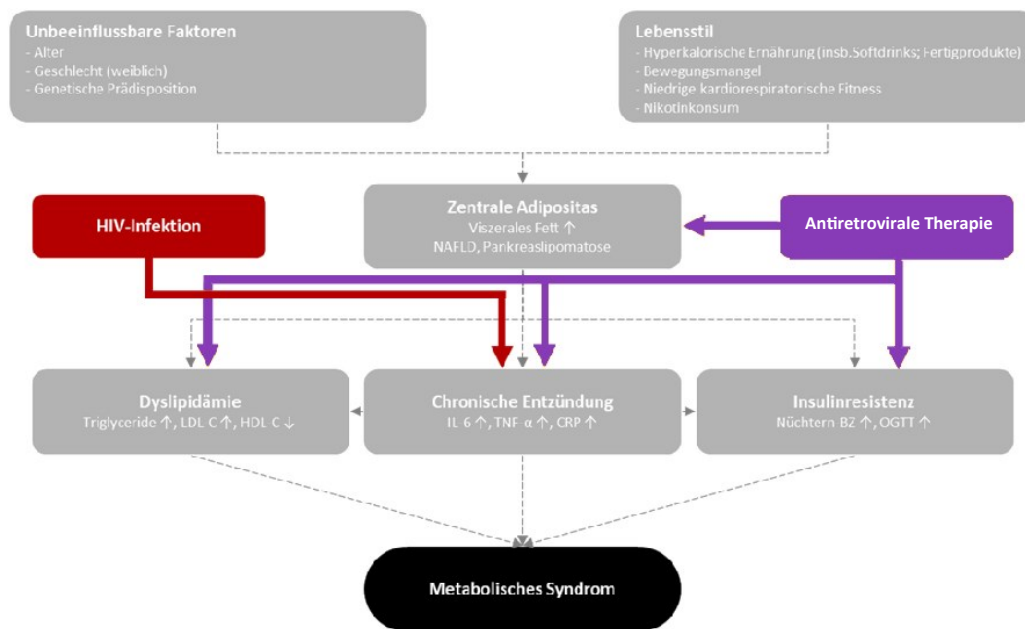 Unbeeinflussbare Faktoren
- Alter
- Geschlecht (weiblich)
- Genetische Prädisposition
Lebensstil
- Hyperkalorische Ernährung (insb.Softdrinks; Fertigprodukte)
- Bewegungsmangel
- Niedrige kardiorespiratorische Fitness
- Nikotinkonsum
HIV-Infektion
Zentrale Adipositas
Viszerales Fett ↑
NAFLD, Pankreaslipomatose
Antiretrovirale Therapie
Dyslipidämie
Triglyceride ↑, LDL-C ↑, HDL-C ↓
Chronische Entzündung
IL-6 ↑, TNF-α ↑, CRP ↑
Insulinresistenz
Nüchtern-BZ ↑, OGTT ↑
Metabolisches Syndrom